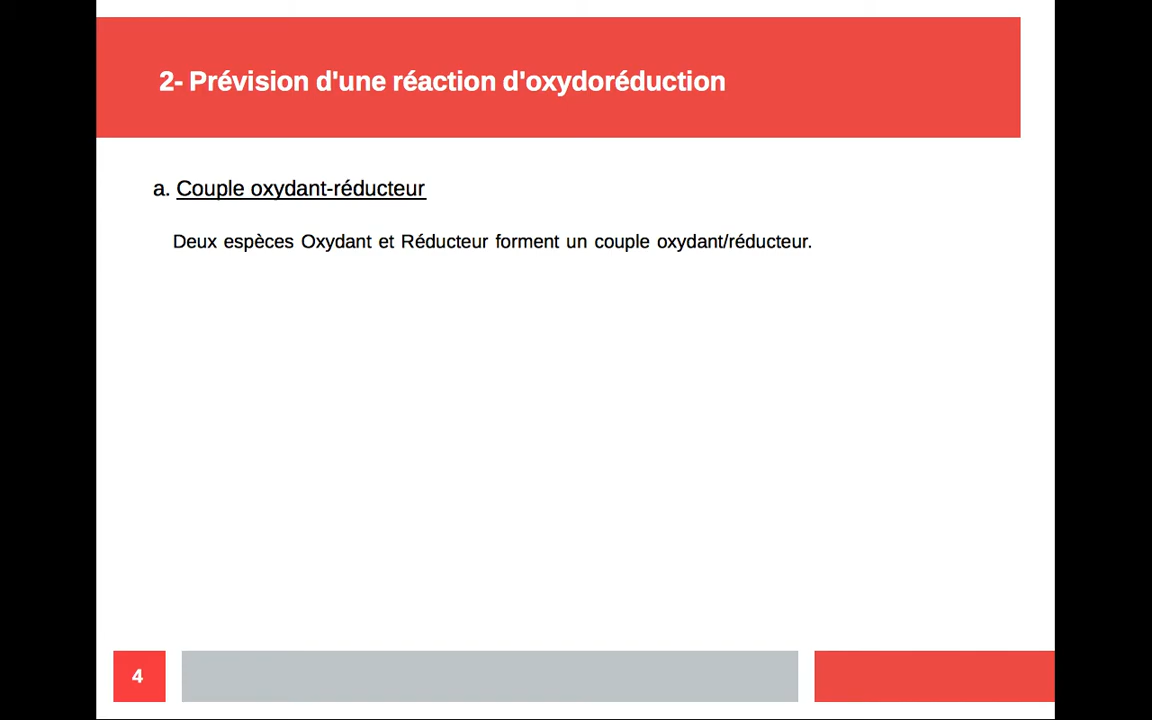 2- Prévision d'une réaction d'oxydoréduction
a. Couple oxydant-réducteur
Deux espèces Oxydant et Réducteur forment un couple oxydant/réducteur.
4